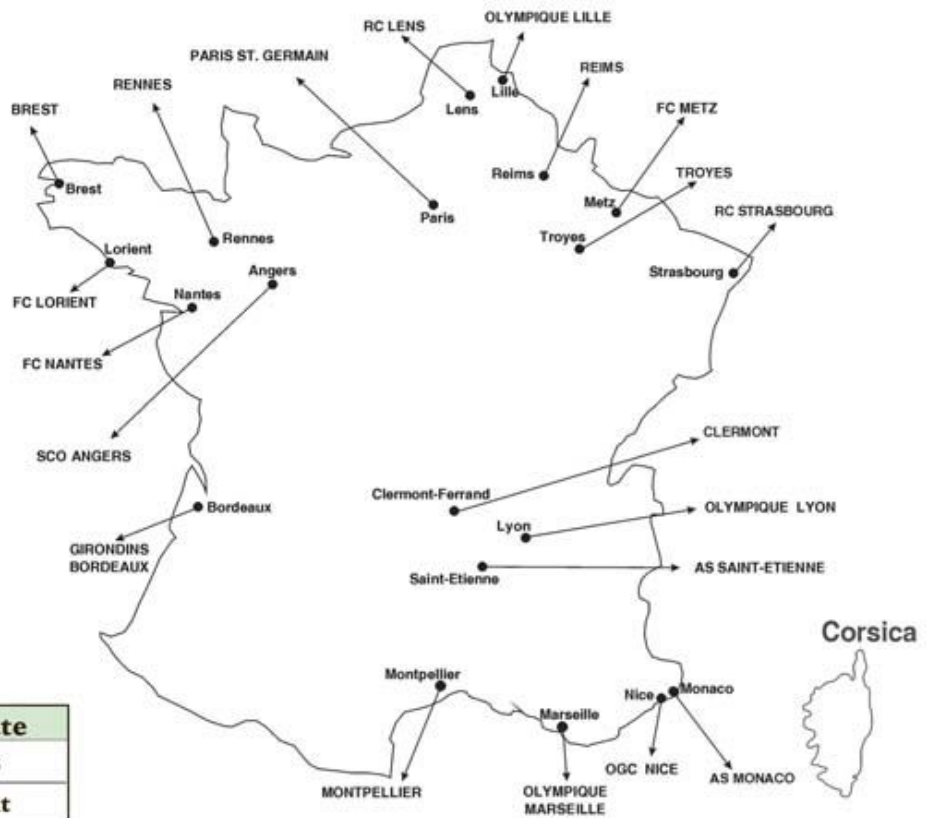 OLYMPIQUE LILLE
RC LENS
PARIS ST. GERMAIN
REIMS
RENNES
BREST
FC METZ
Lille
Lens
TROYES
Brest
Reims
Metz
Paris
RC STRASBOURG
Rennes
Troyes
Lorient
Angers
Strasbourg
FC LORIENT
Nantes
FC NANTES
CLERMONT
SCO ANGERS
Clermont-Ferrand
Bordeaux
OLYMPIQUE LYON
Lyon
GIRONDINS
BORDEAUX
AS SAINT-ETIENNE
Saint-Etienne
Corsica
Montpellier
Nice
Monaco
Marseille
OGC NICE
AS MONACO
MONTPELLIER
OLYMPIQUE
MARSEILLE